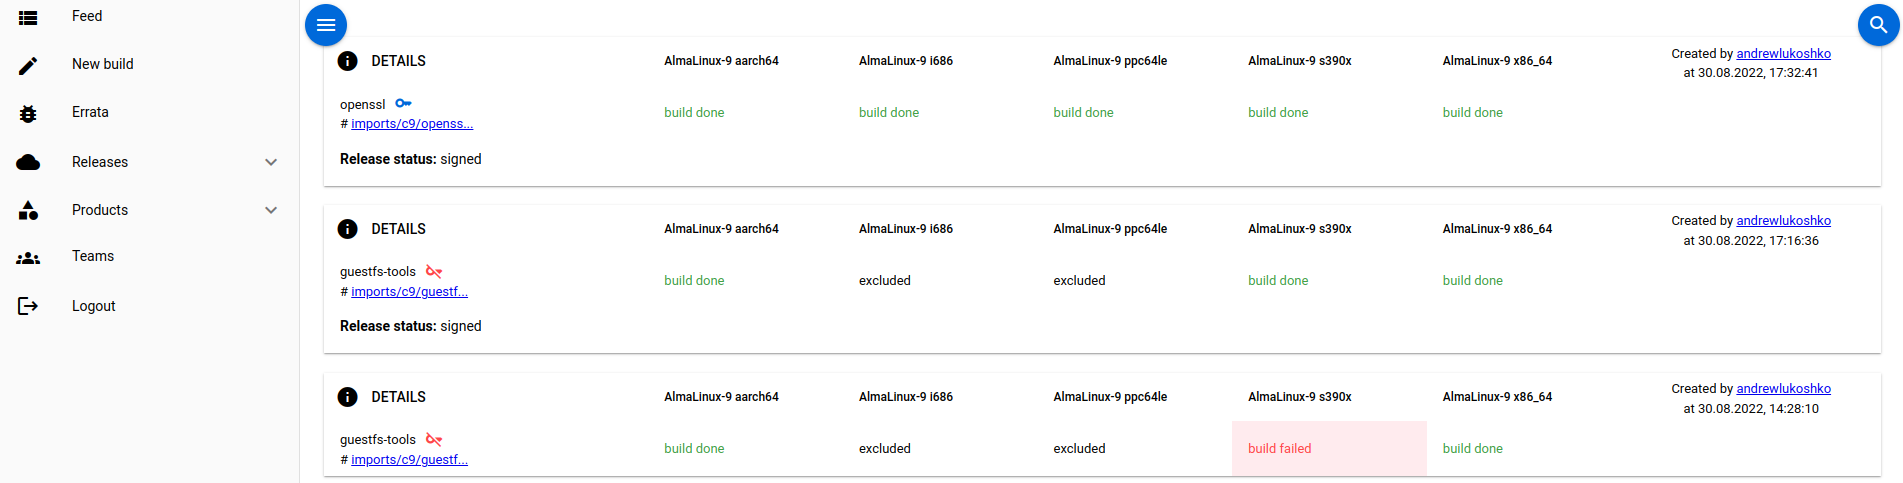 Feed
New build
Errata
Releases
Products
Teams
Logout
DETAILS AlmaLinux-9 aarch64 AlmaLinux-9 i686 AlmaLinux-9 ppc64le AlmaLinux-9 s390x AlmaLinux-9 x86_64 Created by andrewlukoshko
at 30.08.2022, 17:32:41
openssl
# imports/c9/openss... build done build done build done build done build done
Release status: signed
DETAILS AlmaLinux-9 aarch64 AlmaLinux-9 i686 AlmaLinux-9 ppc64le AlmaLinux-9 s390x AlmaLinux-9 x86_64 Created by andrewlukoshko
at 30.08.2022, 17:16:36
guestfs-tools
# imports/c9/guestf... build done excluded excluded build done build done
Release status: signed
DETAILS AlmaLinux-9 aarch64 AlmaLinux-9 i686 AlmaLinux-9 ppc64le AlmaLinux-9 s390x AlmaLinux-9 x86_64 Created by andrewlukoshko
at 30.08.2022, 14:28:10
guestfs-tools
# imports/c9/guestf... build done excluded excluded build failed build done